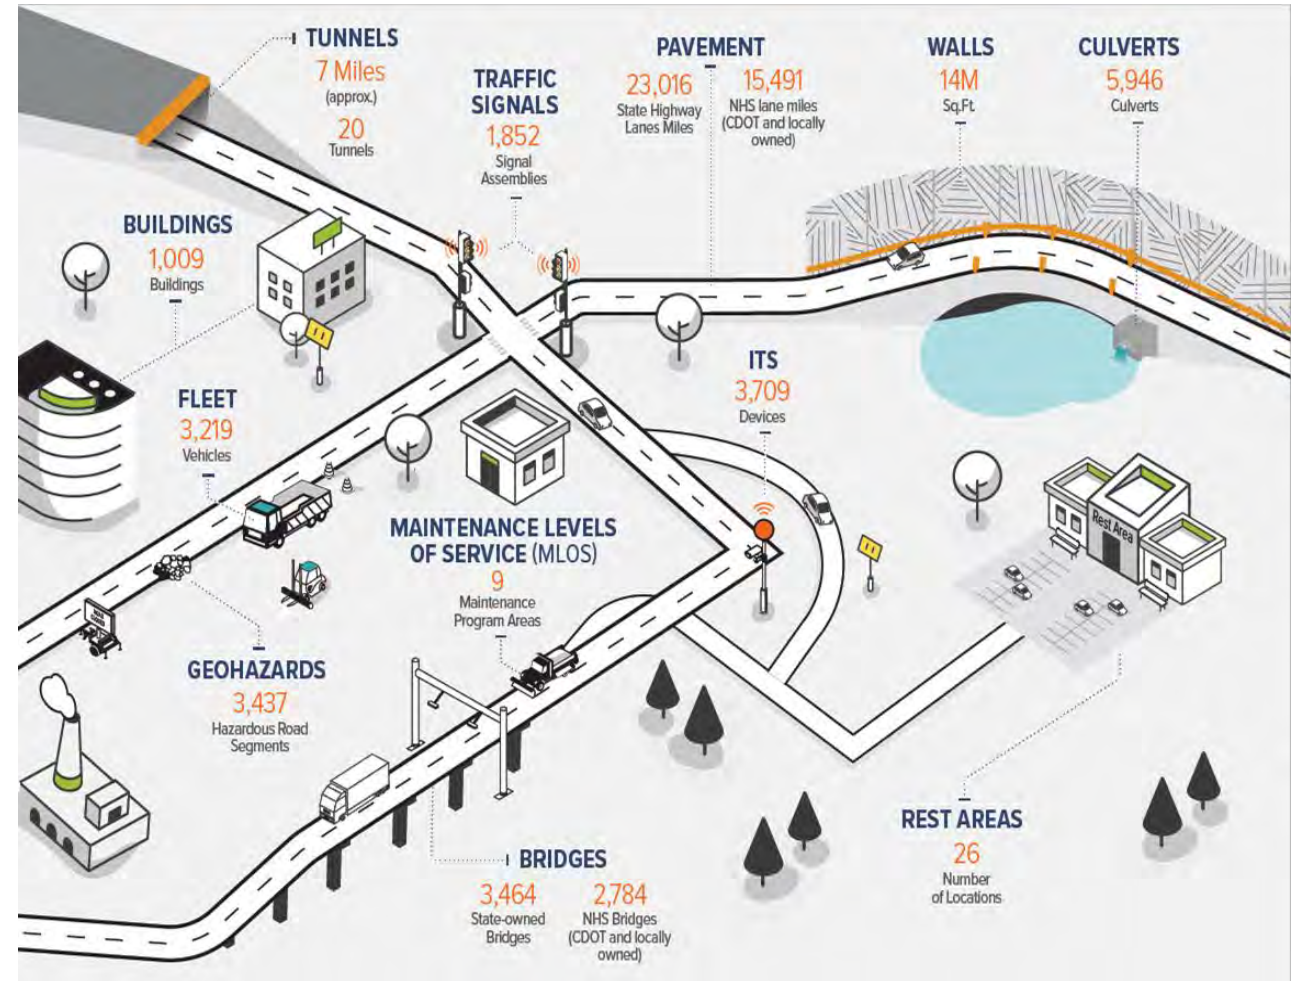 TUNNELS
7 Miles
(approx.)
20
Tunnels
TRAFFIC
SIGNALS
1,852
Signal
Assemblies
PAVEMENT
23,016
State Highway
Lanes Miles
15,491
NHS lane miles
(CDOT and locally
owned)
WALLS
14M
Sq.Ft.
CULVERTS
5,946
Culverts
BUILDINGS
1,009
Buildings
FLEET
3,219
Vehicles
ITS
3,709
Devices
MAINTENANCE LEVELS
OF SERVICE (MLOS)
9
Maintenance
Program Areas
Rest Area
GEOHAZARDS
3,437
Hazardous Road
Segments
REST AREAS
26
Number
of Locations
BRIDGES
3,464
State-owned
Bridges
2,784
NHS Bridges
(CDOT and locally
owned)